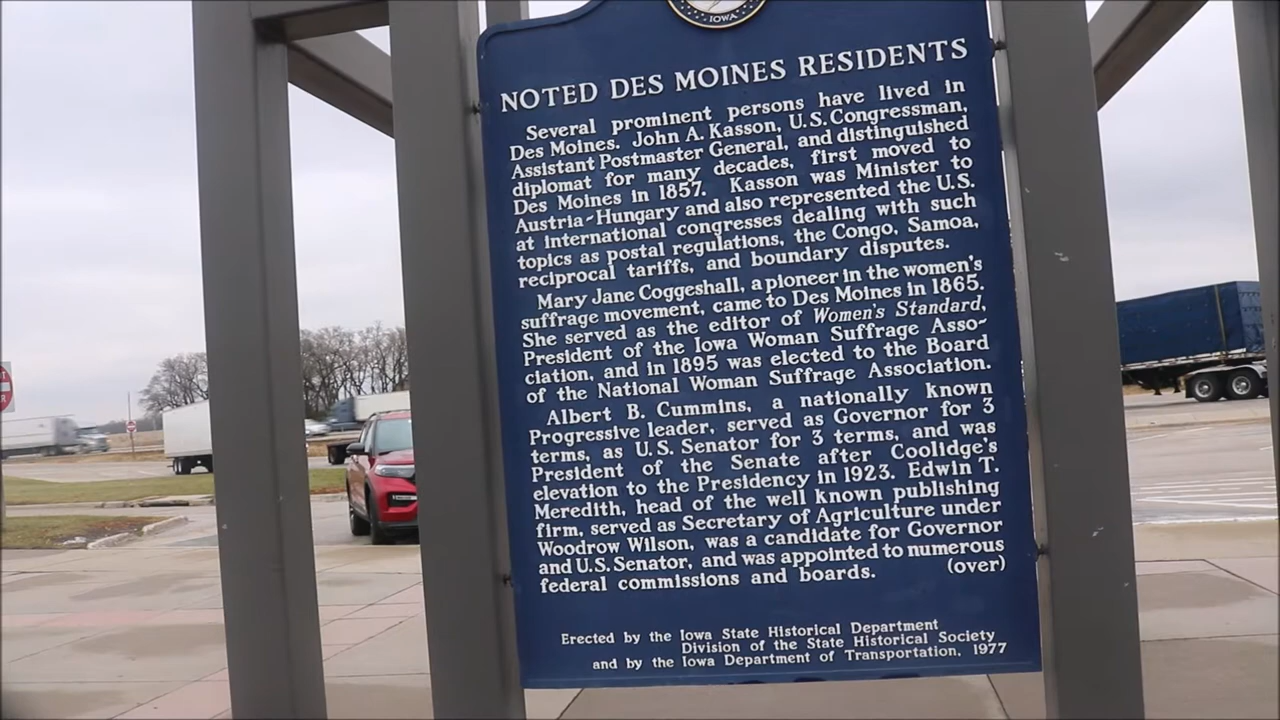 IOWA
NOTED DES MOINES RESIDENTS
Several prominent persons have lived in
Des Moines. John A. Kasson, U.S. Congressman,
Assistant Postmaster General, and distinguished
diplomat for many decades, first moved to
Des Moines in 1857. Kasson was Minister to
Austria-Hungary and also represented the U.S.
at international congresses dealing with such
topics as postal regulations, the Congo, Samoa,
reciprocal tariffs, and boundary disputes.
Mary Jane Coggeshall, a pioneer in the women's
suffrage movement, came to Des Moines in 1865.
She served as the editor of Women's Standard,
President of the Iowa Woman Suffrage Asso-
ciation, and in 1895 was elected to the Board
of the National Woman Suffrage Association.
Albert B. Cummins, a nationally known
Progressive leader, served as Governor for 3
terms, as U.S. Senator for 3 terms, and was
President of the Senate after Coolidge's
elevation to the Presidency in 1923. Edwin T.
Meredith, head of the well known publishing
firm, served as Secretary of Agriculture under
Woodrow Wilson, was a candidate for Governor
and U.S. Senator, and was appointed to numerous
federal commissions and boards. (over)
Erected by the Iowa State Historical Department
Division of the State Historical Society
and by the Iowa Department of Transportation, 1977